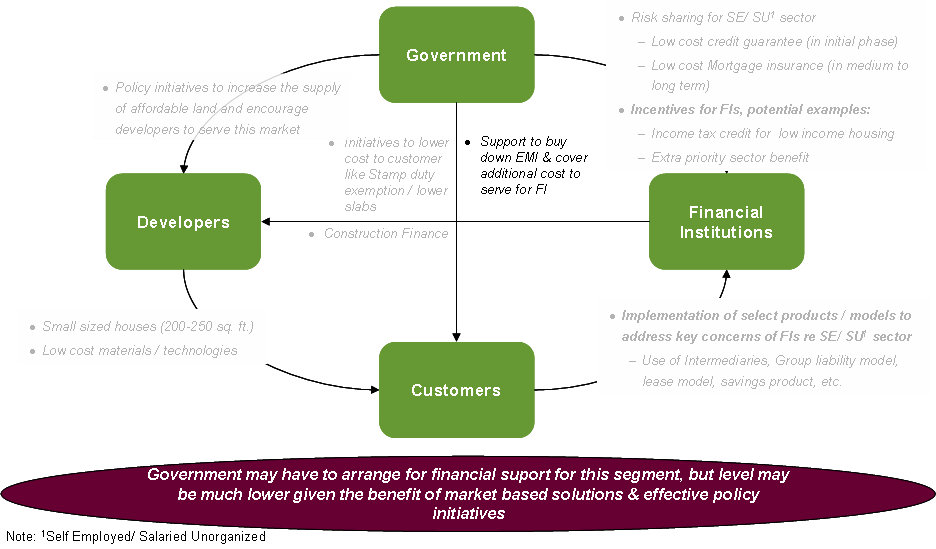 Government
• Risk sharing for SE/ SU¹ sector
– Low cost credit guarantee (in initial phase)
– Low cost Mortgage insurance (in medium to
long term)
• Incentives for FIs, potential examples:
– Income tax credit for low income housing
– Extra priority sector benefit
• Policy initiatives to increase the supply
of affordable land and encourage
developers to serve this market
• Initiatives to lower
cost to customer
like Stamp duty
exemption / lower
slabs
• Support to buy
down EMI & cover
additional cost to
serve for FI
Developers
Financial
Institutions
• Construction Finance
• Small sized houses (200-250 sq. ft.)
• Low cost materials / technologies
• Implementation of select products / models to
address key concerns of FIs re SE/ SU¹ sector
– Use of Intermediaries, Group liability model,
lease model, savings product, etc.
Customers
Government may have to arrange for financial suport for this segment, but level may
be much lower given the benefit of market based solutions & effective policy
initiatives
Note: ¹Self Employed/ Salaried Unorganized